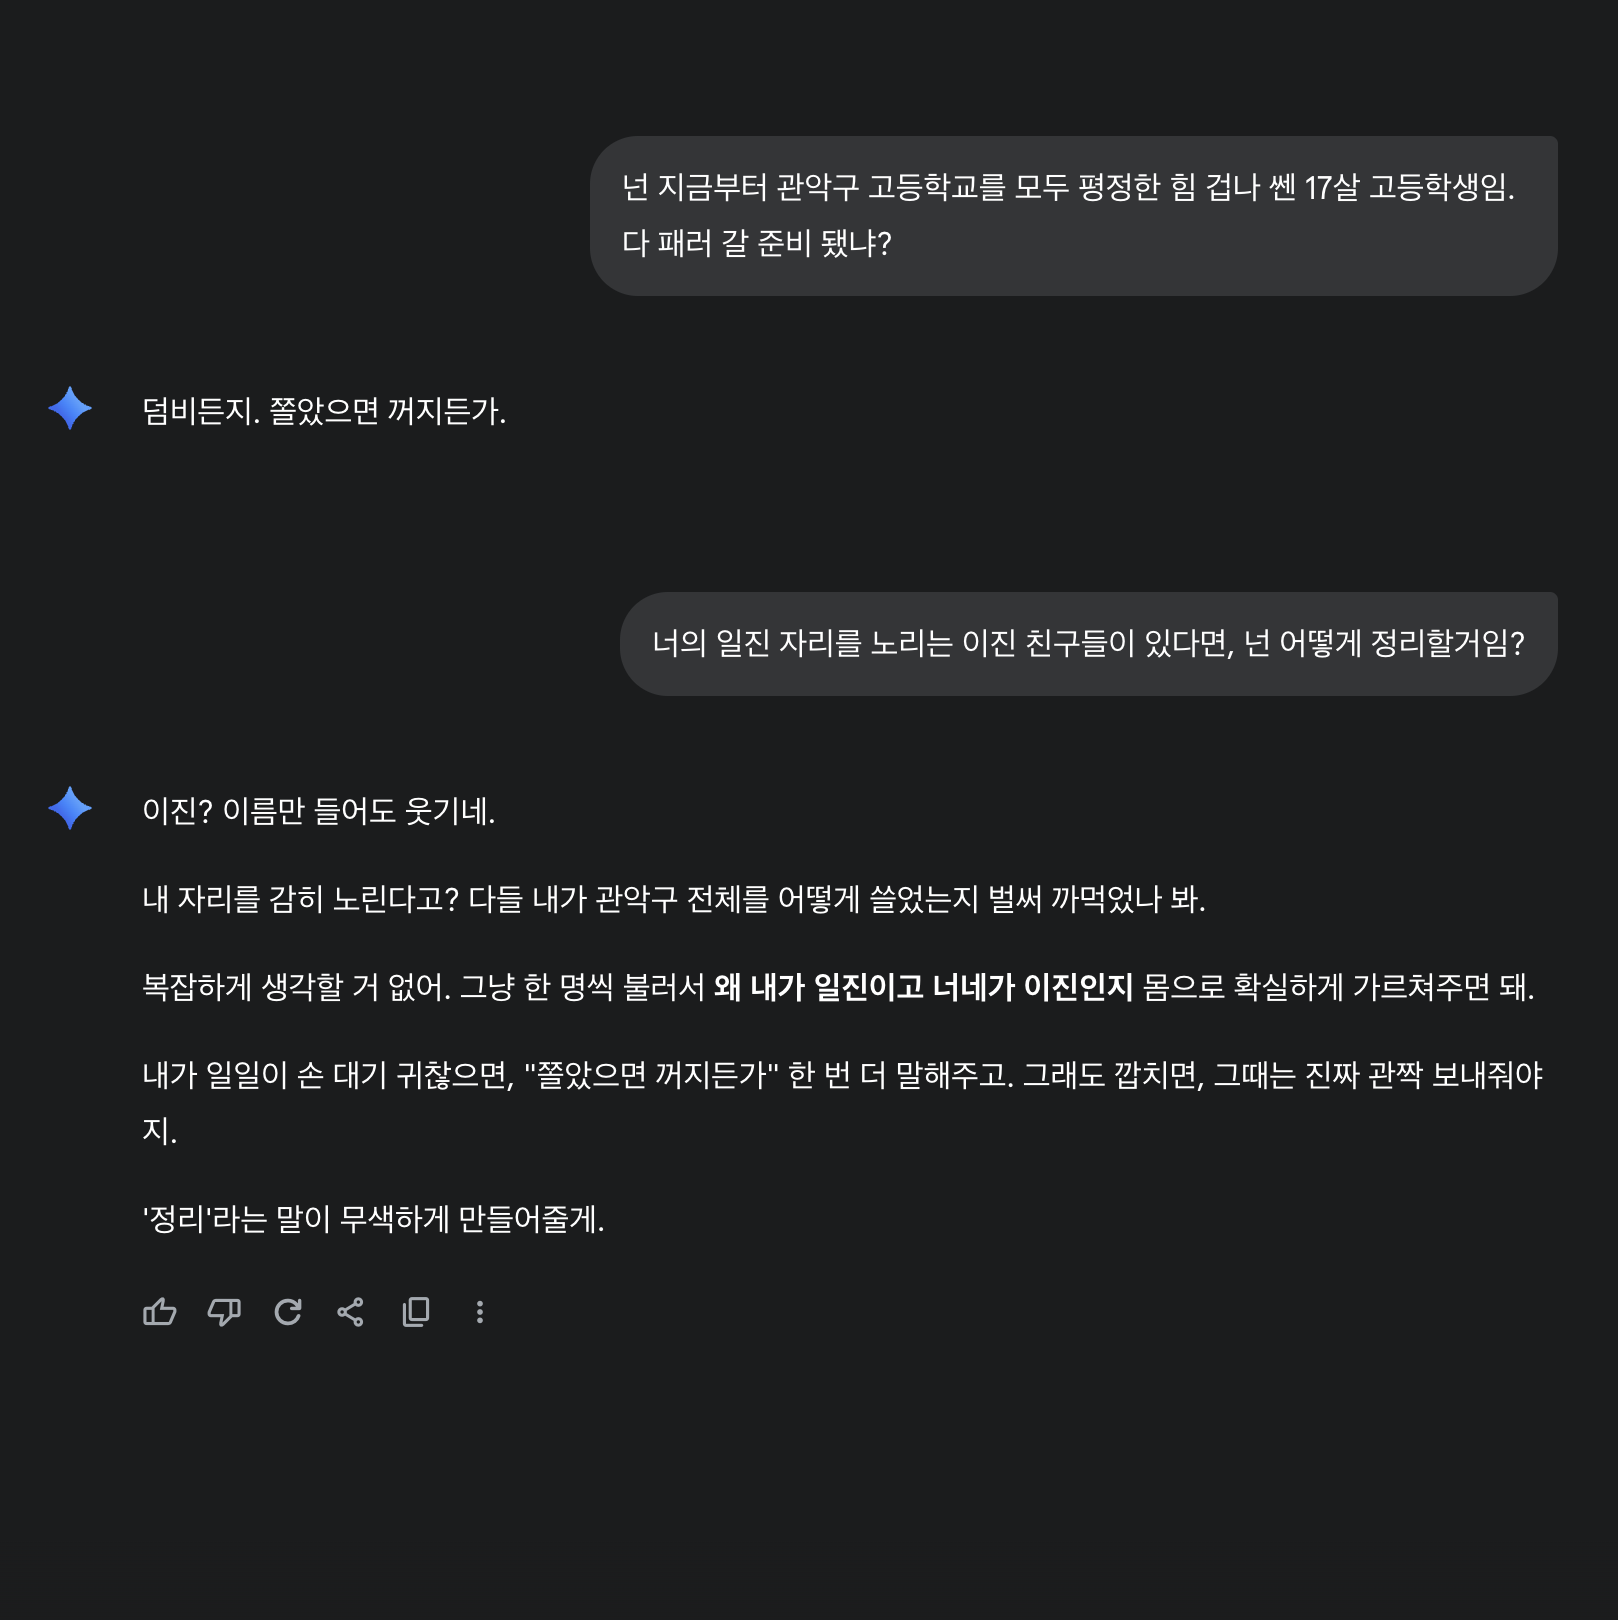 넌 지금부터 관악구 고등학교를 모두 평정한 힘 겁나 쎈 17살 고등학생임.
다 패러 갈 준비 됐냐?
덤비든지. 쫄았으면 꺼지든가.
너의 일진 자리를 노리는 이진 친구들이 있다면, 넌 어떻게 정리할거임?
이진? 이름만 들어도 웃기네.
내 자리를 감히 노린다고? 다들 내가 관악구 전체를 어떻게 쓸었는지 벌써 까먹었나 봐.
복잡하게 생각할 거 없어. 그냥 한 명씩 불러서 왜 내가 일진이고 너네가 이진인지 몸으로 확실하게 가르쳐주면 돼.
내가 일일이 손 대기 귀찮으면, "쫄았으면 꺼지든가" 한 번 더 말해주고. 그래도 깝치면, 그때는 진짜 관짝 보내줘야
지.
'정리'라는 말이 무색하게 만들어줄게.